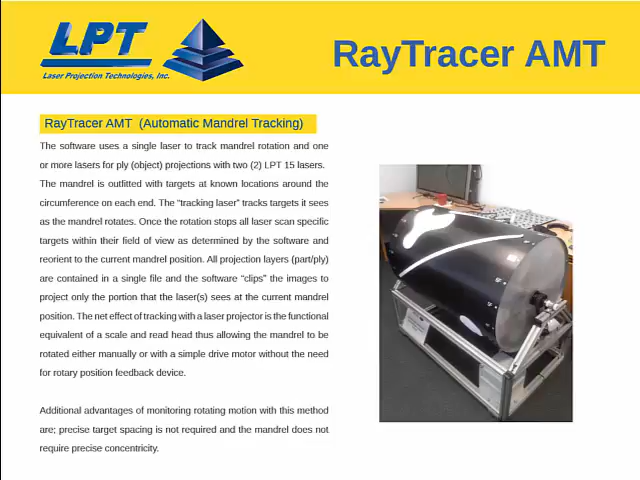 LPT
Laser Projection Technologies, Inc.
RayTracer AMT
RayTracer AMT (Automatic Mandrel Tracking)
The software uses a single laser to track mandrel rotation and one
or more lasers for ply (object) projections with two (2) LPT 15 lasers.
The mandrel is outfitted with targets at known locations around the
circumference on each end. The “tracking laser” tracks targets it sees
as the mandrel rotates. Once the rotation stops all laser scan specific
targets within their field of view as determined by the software and
reorient to the current mandrel position. All projection layers (part/ply)
are contained in a single file and the software “clips” the images to
project only the portion that the laser(s) sees at the current mandrel
position. The net effect of tracking with a laser projector is the functional
equivalent of a scale and read head thus allowing the mandrel to be
rotated either manually or with a simple drive motor without the need
for rotary position feedback device.
Additional advantages of monitoring rotating motion with this method
are; precise target spacing is not required and the mandrel does not
require precise concentricity.